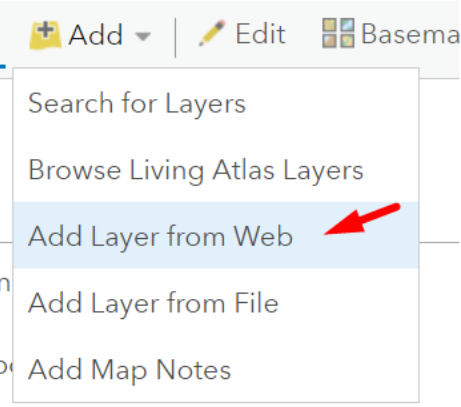 Add Edit Basema
Search for Layers
Browse Living Atlas Layers
Add Layer from Web
Add Layer from File
Add Map Notes